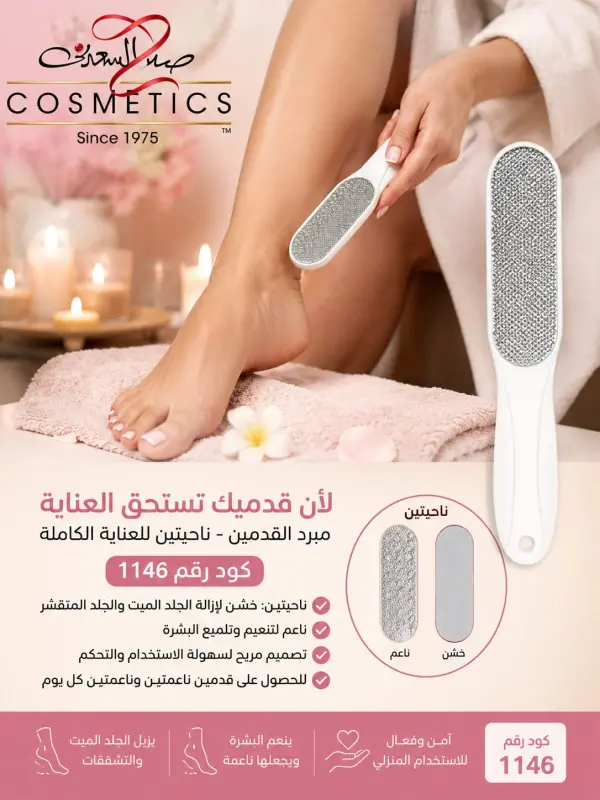 COSMETICS
Since 1975
TM
لأن قدميك تستحق العناية
مبرد القدمين - ناحيتين للعناية الكاملة
كود رقم 1146
ناحيتين: خشن لإزالة الجلد الميت والجلد المتقشر
ناعم لتنعيم وتلميع البشرة
تصميم مريح لسهولة الاستخدام والتحكم
للحصول على قدمين ناعمتين وناعمتين كل يوم
ناحيتين
خشن
ناعم
كود رقم
1146
آمن وفعال
للاستخدام المنزلي
ينعم البشرة
ويجعلها ناعمة
يزيل الجلد الميت
والتشققات